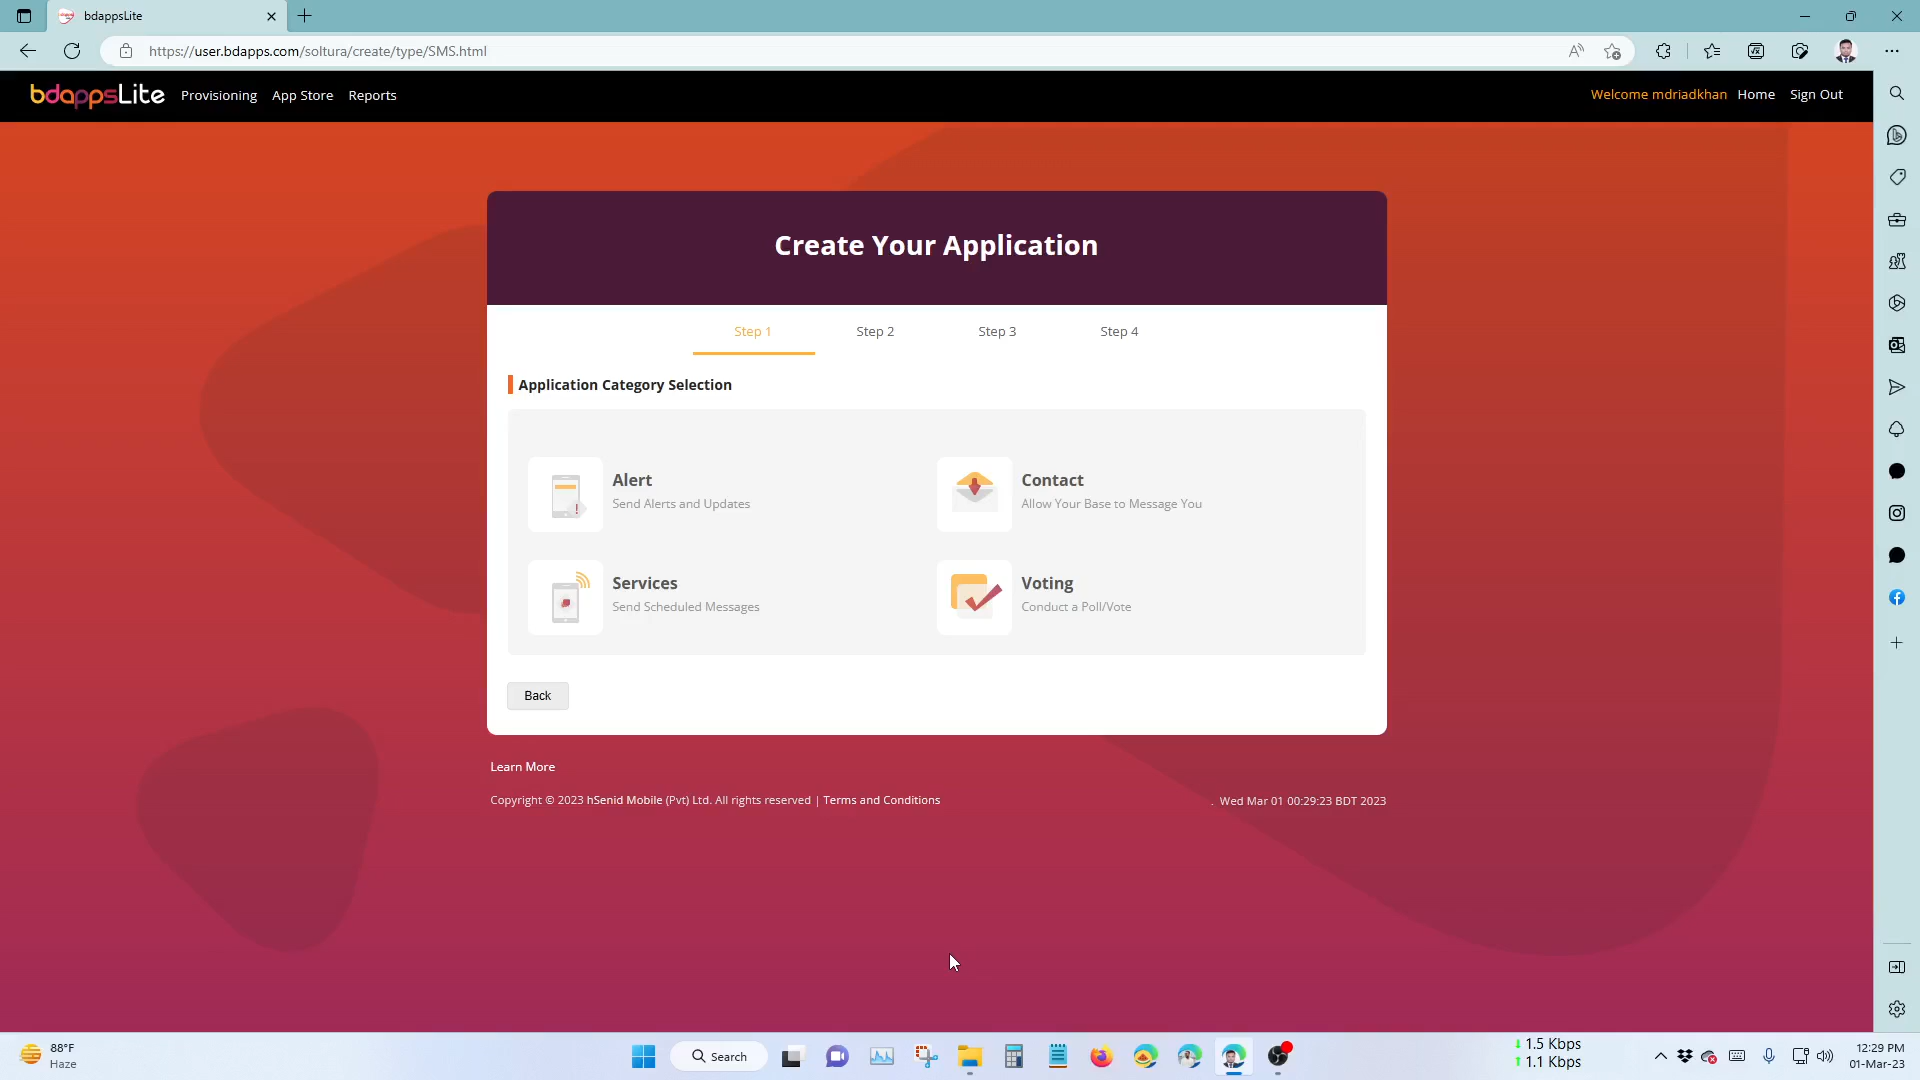 bdappsLite
https://user.bdapps.com/soltura/create/type/SMS.html
bdappsLite Provisioning App Store Reports Welcome mdriadkhan Home Sign Out
Create Your Application
Step 1 Step 2 Step 3 Step 4
Application Category Selection
Alert
Send Alerts and Updates
Contact
Allow Your Base to Message You
Services
Send Scheduled Messages
Voting
Conduct a Poll/Vote
Back
Learn More
Copyright © 2023 hSenid Mobile (Pvt) Ltd. All rights reserved | Terms and Conditions . Wed Mar 01 00:29:23 BDT 2023
88°F
Haze
Search
1.5 Kbps
1.1 Kbps
12:29 PM
01-Mar-23